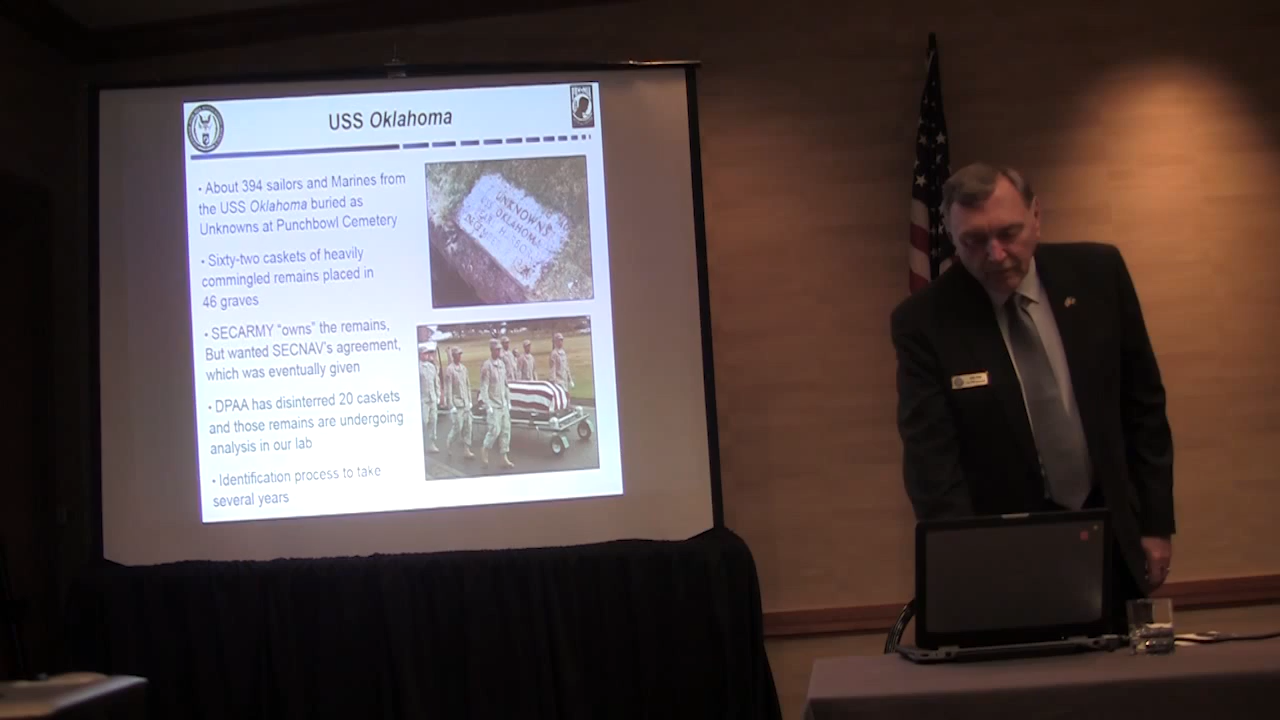 USS Oklahoma
• About 394 sailors and Marines from
the USS Oklahoma buried as
Unknowns at Punchbowl Cemetery
• Sixty-two caskets of heavily
commingled remains placed in
46 graves
• SECARMY “owns” the remains,
But wanted SECNAV’s agreement,
which was eventually given
• DPAA has disinterred 20 caskets
and those remains are undergoing
analysis in our lab
• Identification process to take
several years
UNKNOWNS
OKLAHOMA